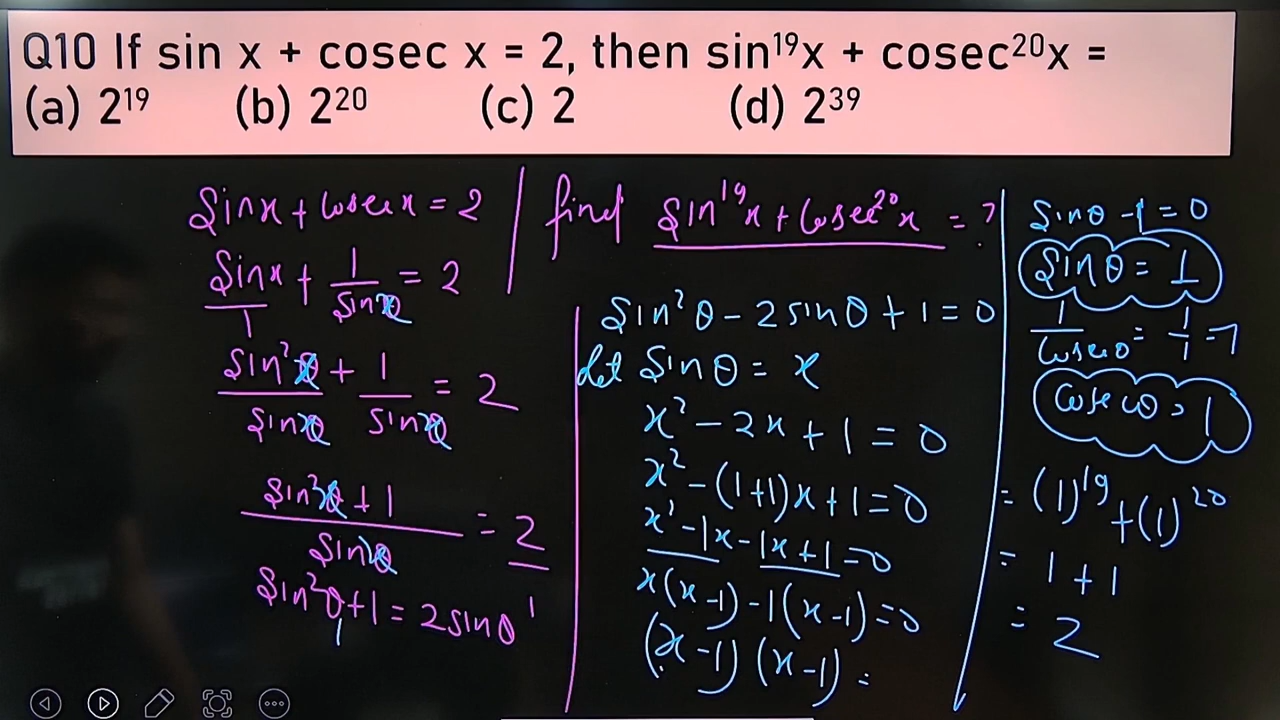 Q10 If sin x + cosec x = 2, then sin¹⁹x + cosec²⁰x =
(a) 2¹⁹ (b) 2²⁰ (c) 2 (d) 2³⁹
Sinx + Cosecx = 2
Sinx/1 + 1/Sinx = 2
Sin²x/Sinx + 1/Sinx = 2
Sin²x + 1/Sinx = 2
Sin²θ + 1 = 2sinθ
find Sin¹⁹x + Cosec²⁰x = ?
Sin²θ - 2sinθ + 1 = 0
let Sinθ = x
x² - 2x + 1 = 0
x² - (1+1)x + 1 = 0
x² - 1x - 1x + 1 = 0
x(x-1) - 1(x-1) = 0
(x-1) (x-1) =
Sinθ - 1 = 0
Sinθ = 1
1/Cosecθ = 1/1 =
Cosecθ = 1
= (1)¹⁹ + (1)²⁰
= 1 + 1
= 2